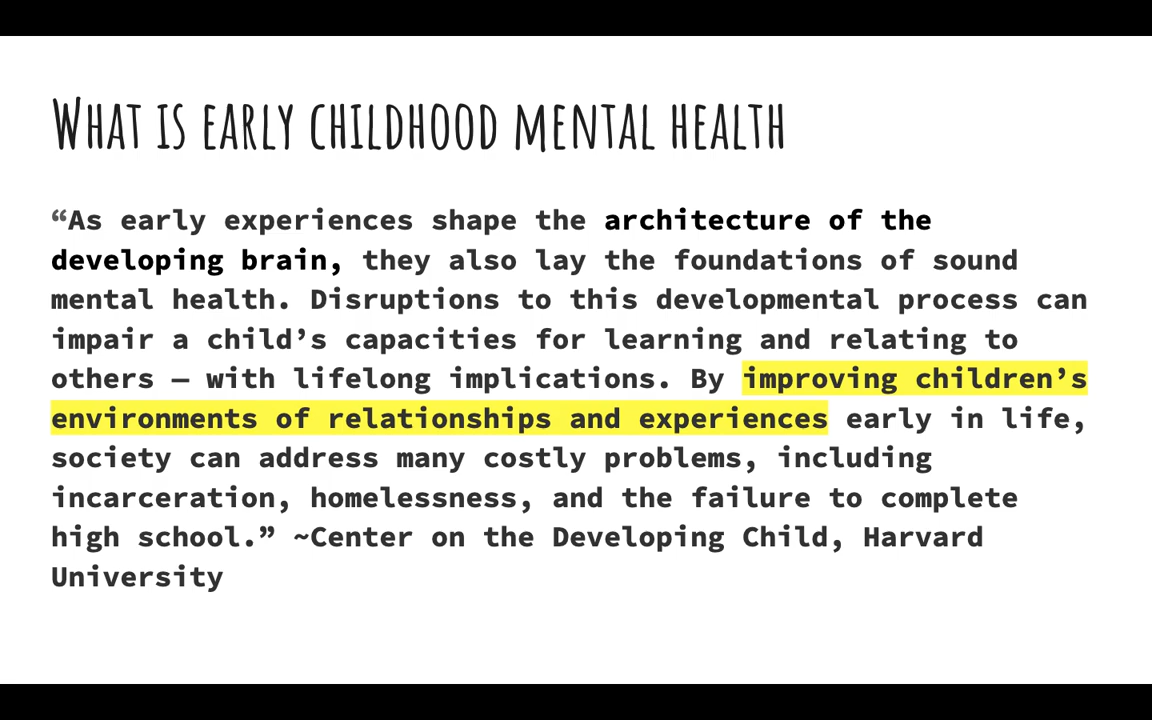 What is early childhood mental health
“As early experiences shape the architecture of the
developing brain, they also lay the foundations of sound
mental health. Disruptions to this developmental process can
impair a child’s capacities for learning and relating to
others — with lifelong implications. By improving children’s
environments of relationships and experiences early in life,
society can address many costly problems, including
incarceration, homelessness, and the failure to complete
high school.” ~Center on the Developing Child, Harvard
University